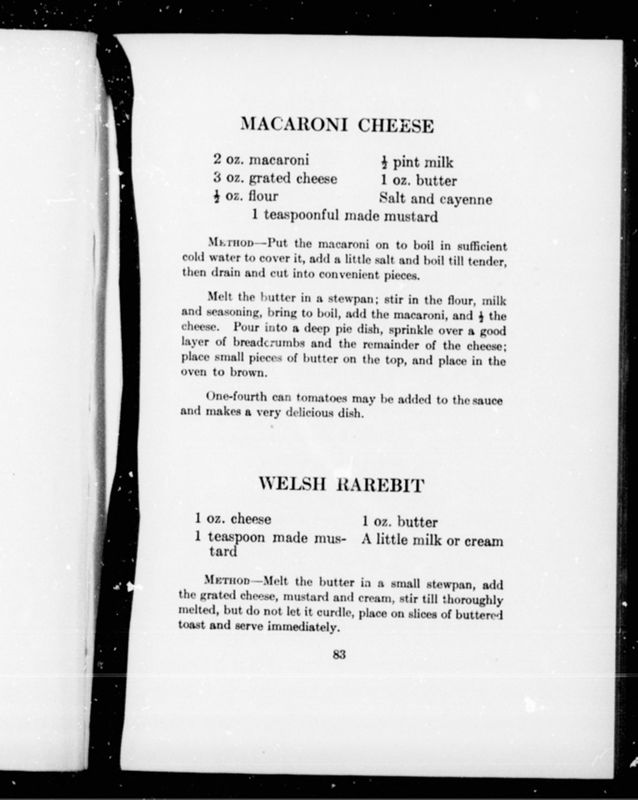 MACARONI CHEESE
2 oz. macaroni ½ pint milk
3 oz. grated cheese 1 oz. butter
½ oz. flour Salt and cayenne
1 teaspoonful made mustard
METHOD—Put the macaroni on to boil in sufficient
cold water to cover it, add a little salt and boil till tender,
then drain and cut into convenient pieces.
Melt the butter in a stewpan; stir in the flour, milk
and seasoning, bring to boil, add the macaroni, and ½ the
cheese. Pour into a deep pie dish, sprinkle over a good
layer of breadcrumbs and the remainder of the cheese;
place small pieces of butter on the top, and place in the
oven to brown.
One-fourth can tomatoes may be added to the sauce
and makes a very delicious dish.
WELSH RAREBIT
1 oz. cheese 1 oz. butter
1 teaspoon made mus- A little milk or cream
tard
METHOD—Melt the butter in a small stewpan, add
the grated cheese, mustard and cream, stir till thoroughly
melted, but do not let it curdle, place on slices of buttered
toast and serve immediately.
83